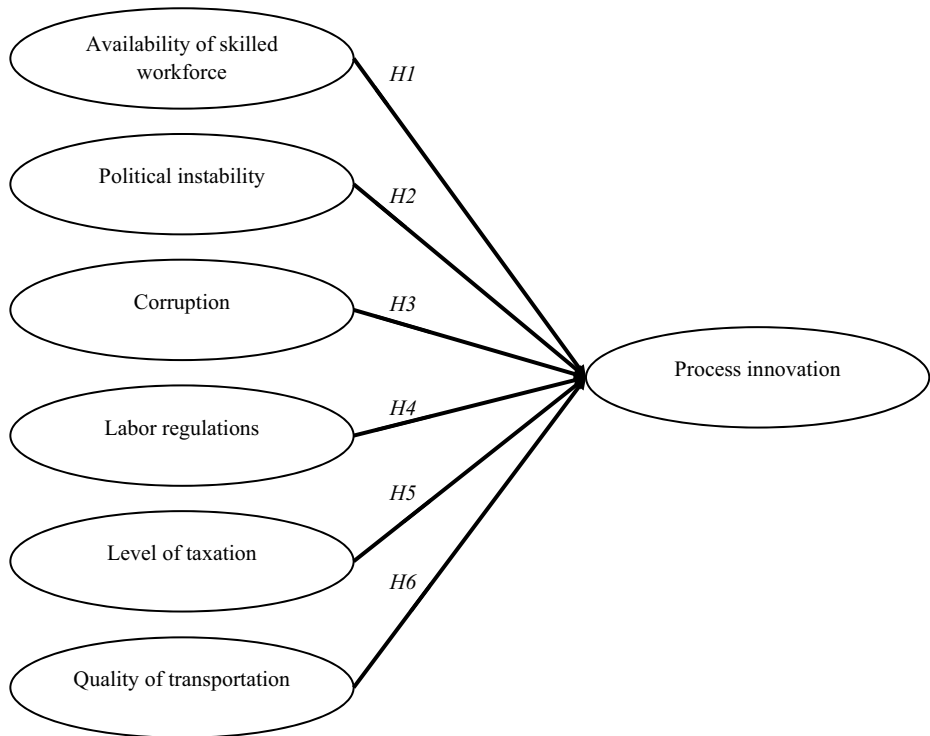 Availability of skilled
workforce
H1
Political instability
H2
Corruption
H3
Process innovation
Labor regulations
H4
H5
Level of taxation
H6
Quality of transportation